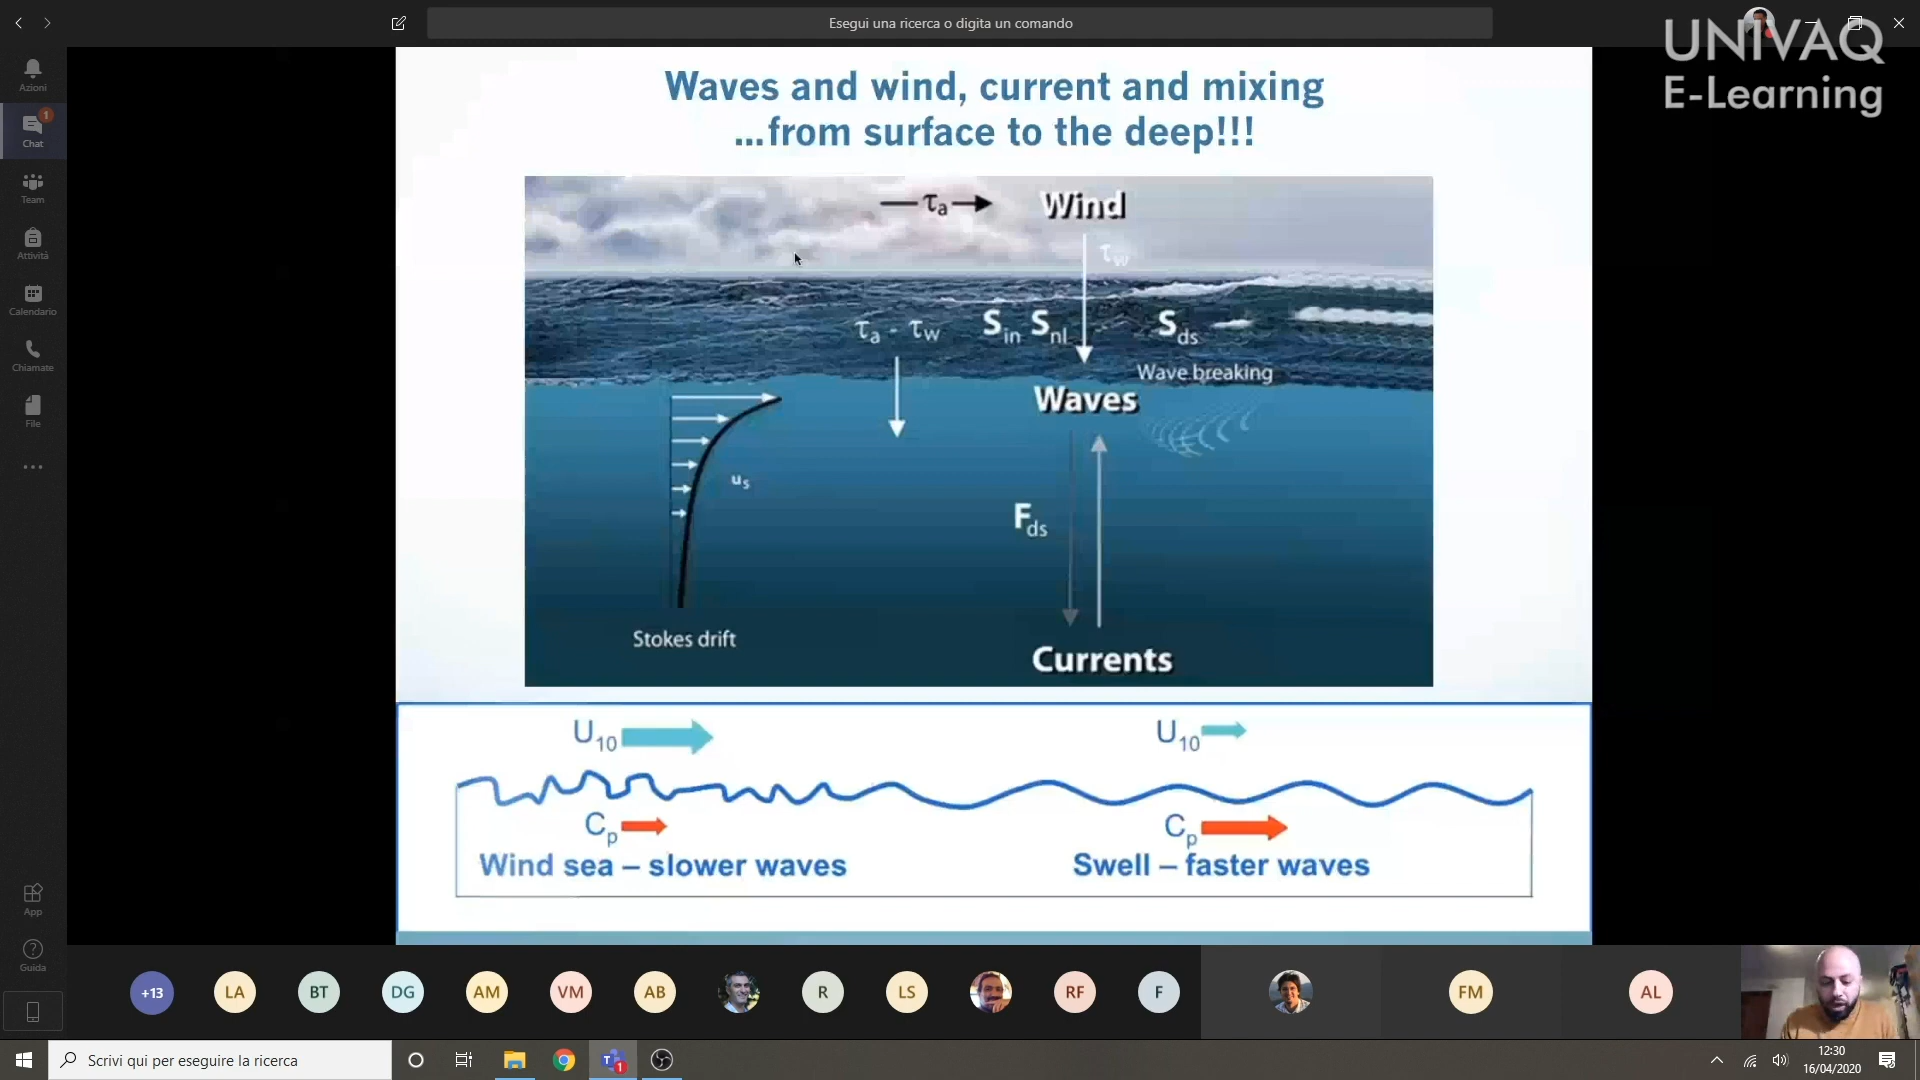 Esegui una ricerca o digita un comando
UNIVAQ
E-Learning
Azioni
1
Chat
Team
Attività
Calendario
Chiamate
File
App
Guida
Waves and wind, current and mixing
...from surface to the deep!!!
τa
Wind
τw
τa - τw
Sin Snl
Sds
Wave breaking
Waves
us
Fds
Stokes drift
Currents
U10
U10
Cp
Cp
Wind sea – slower waves
Swell – faster waves
+13
LA
BT
DG
AM
VM
AB
R
LS
RF
F
FM
AL
Scrivi qui per eseguire la ricerca
1
12:30
16/04/2020